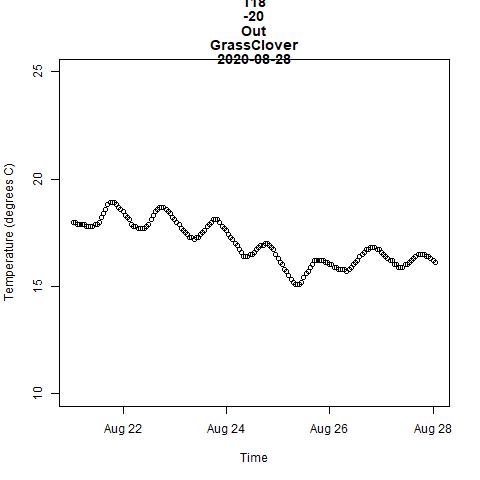 T18
-20
Out
GrassClover
2020-08-28
Temperature (degrees C)
25
20
15
10
Aug 22
Aug 24
Aug 26
Aug 28
Time